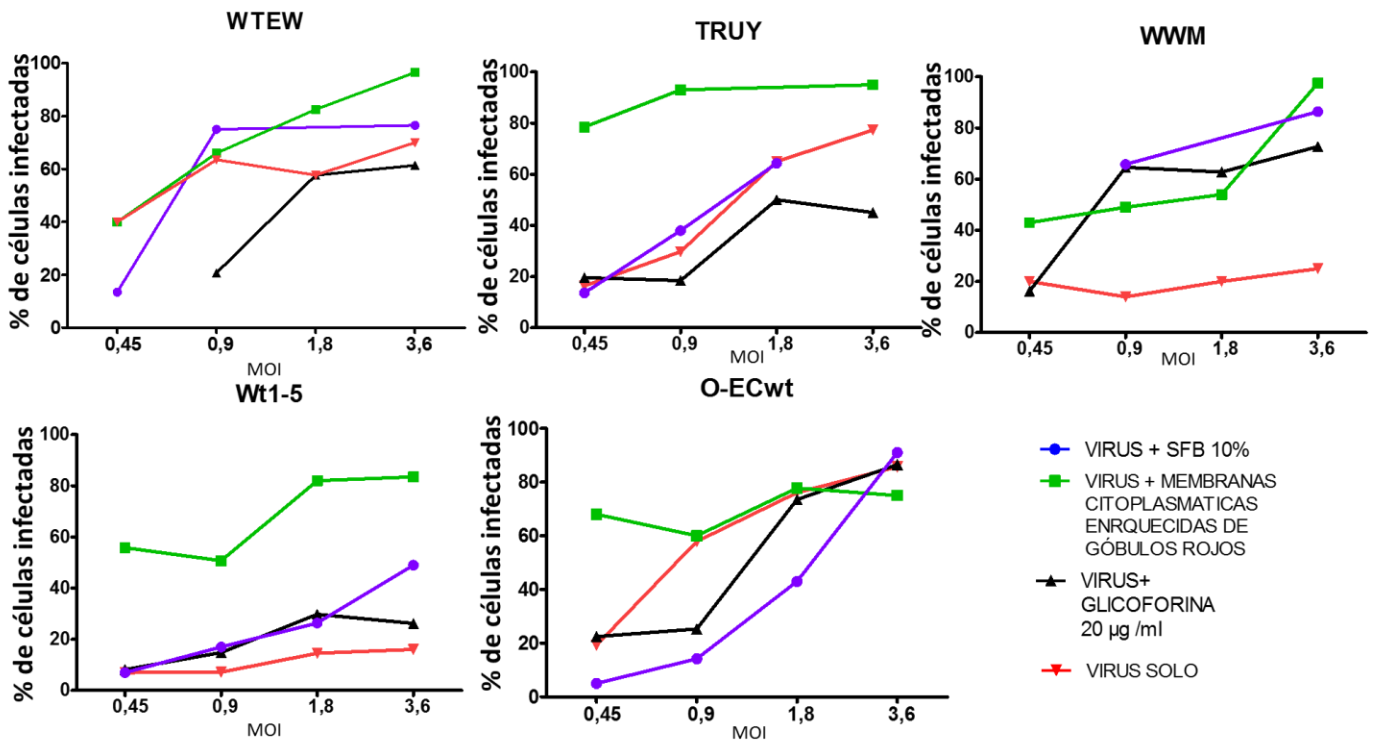 WTEW
% de células infectadas
100
80
60
40
20
0
0,45 0,9 1,8 3,6
MOI
TRUY
% de células infectadas
100
80
60
40
20
0
0,45 0,9 1,8 3,6
MOI
WWM
% de células infectadas
100
80
60
40
20
0
0,45 0,9 1,8 3,6
MOI
Wt1-5
% de células infectadas
100
80
60
40
20
0
0,45 0,9 1,8 3,6
MOI
O-ECwt
% de células infectadas
100
80
60
40
20
0
0,45 0,9 1,8 3,6
MOI
VIRUS + SFB 10%
VIRUS + MEMBRANAS
CITOPLASMATICAS
ENRQUECIDAS DE
GÓBULOS ROJOS
VIRUS+
GLICOFORINA
20 µg /ml
VIRUS SOLO